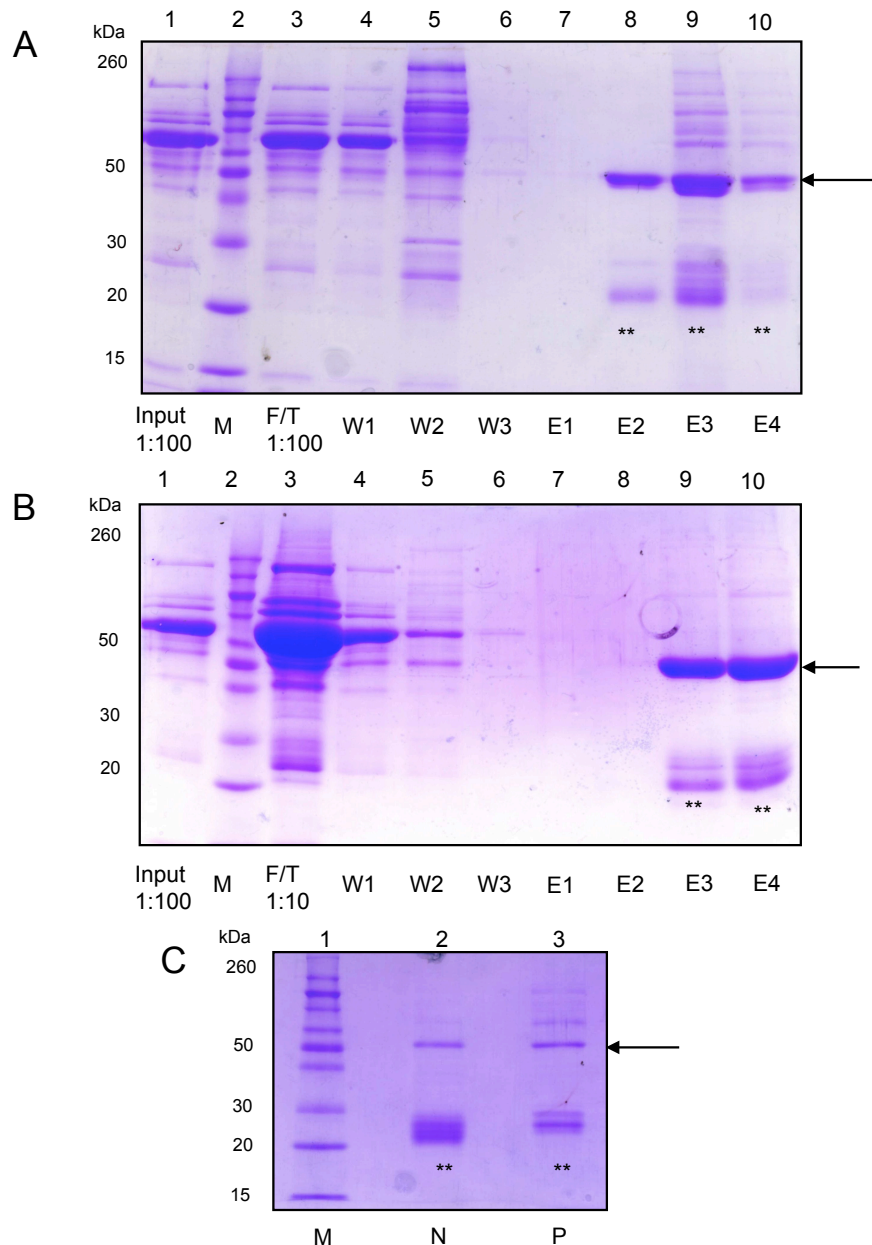 A
kDa
1 2 3 4 5 6 7 8 9 10
260
50
30
20
15
** ** **
Input 1:100 M F/T 1:100 W1 W2 W3 E1 E2 E3 E4
B
kDa
1 2 3 4 5 6 7 8 9 10
260
50
30
20
** **
Input 1:100 M F/T 1:10 W1 W2 W3 E1 E2 E3 E4
C
kDa
1 2 3
260
50
30
20
15
** **
M N P